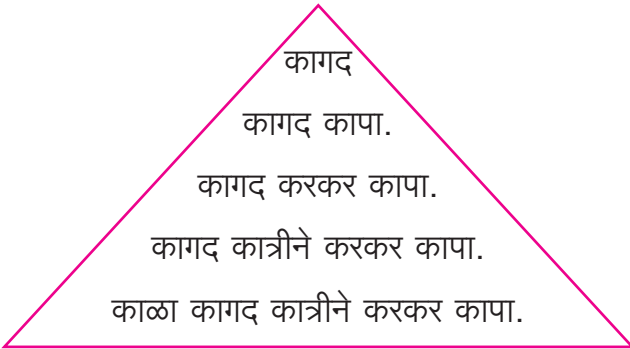 कागद
कागद कापा.
कागद करकर कापा.
कागद कात्रीने करकर कापा.
काळा कागद कात्रीने करकर कापा.